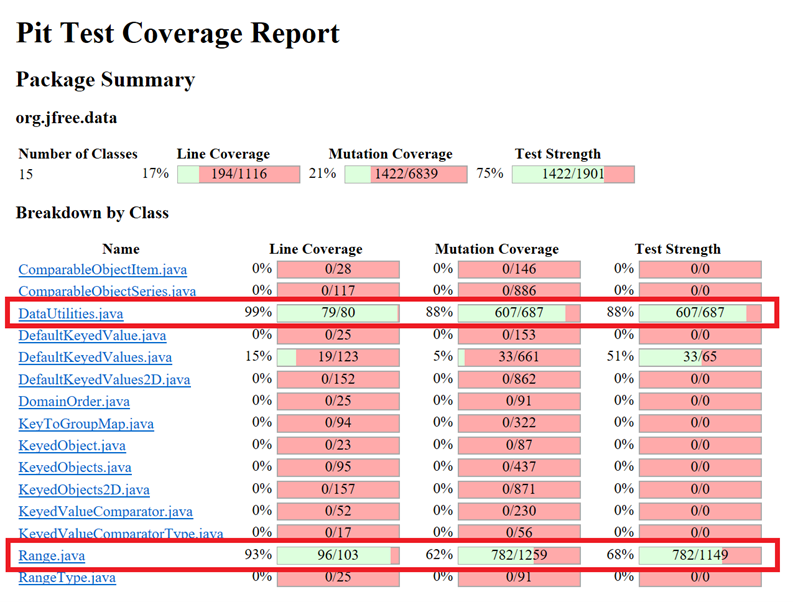 Pit Test Coverage Report
Package Summary
org.jfree.data
Number of Classes Line Coverage Mutation Coverage Test Strength
15 17% 194/1116 21% 1422/6839 75% 1422/1901
Breakdown by Class
Name Line Coverage Mutation Coverage Test Strength
ComparableObjectItem.java 0% 0/28 0% 0/146 0% 0/0
ComparableObjectSeries.java 0% 0/117 0% 0/886 0% 0/0
DataUtilities.java 99% 79/80 88% 607/687 88% 607/687
DefaultKeyedValue.java 0% 0/25 0% 0/153 0% 0/0
DefaultKeyedValues.java 15% 19/123 5% 33/661 51% 33/65
DefaultKeyedValues2D.java 0% 0/152 0% 0/862 0% 0/0
DomainOrder.java 0% 0/25 0% 0/91 0% 0/0
KeyToGroupMap.java 0% 0/94 0% 0/322 0% 0/0
KeyedObject.java 0% 0/23 0% 0/87 0% 0/0
KeyedObjects.java 0% 0/95 0% 0/437 0% 0/0
KeyedObjects2D.java 0% 0/157 0% 0/871 0% 0/0
KeyedValueComparator.java 0% 0/52 0% 0/230 0% 0/0
KeyedValueComparatorType.java 0% 0/17 0% 0/56 0% 0/0
Range.java 93% 96/103 62% 782/1259 68% 782/1149
RangeType.java 0% 0/25 0% 0/91 0% 0/0